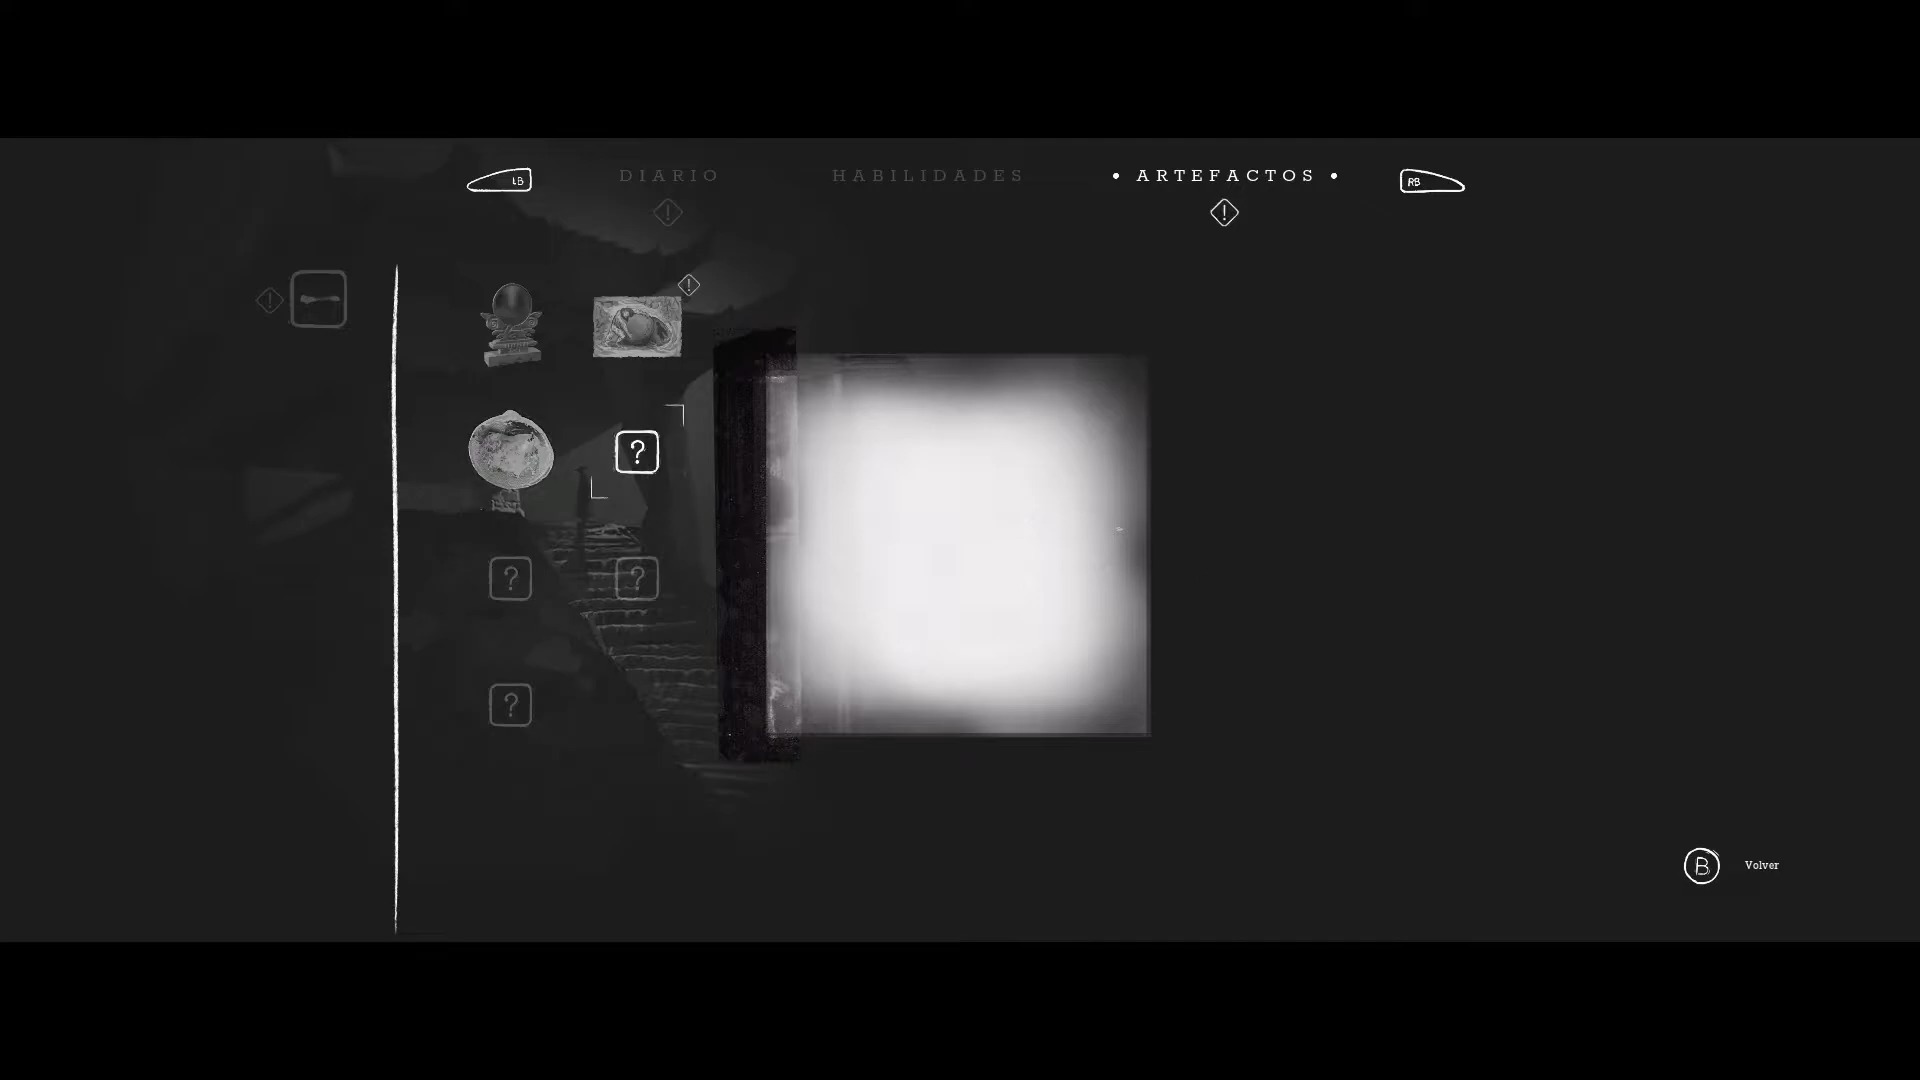 LB DIARIO HABILIDADES • ARTEFACTOS • RB
! !
! !
?
? ?
?
B Volver